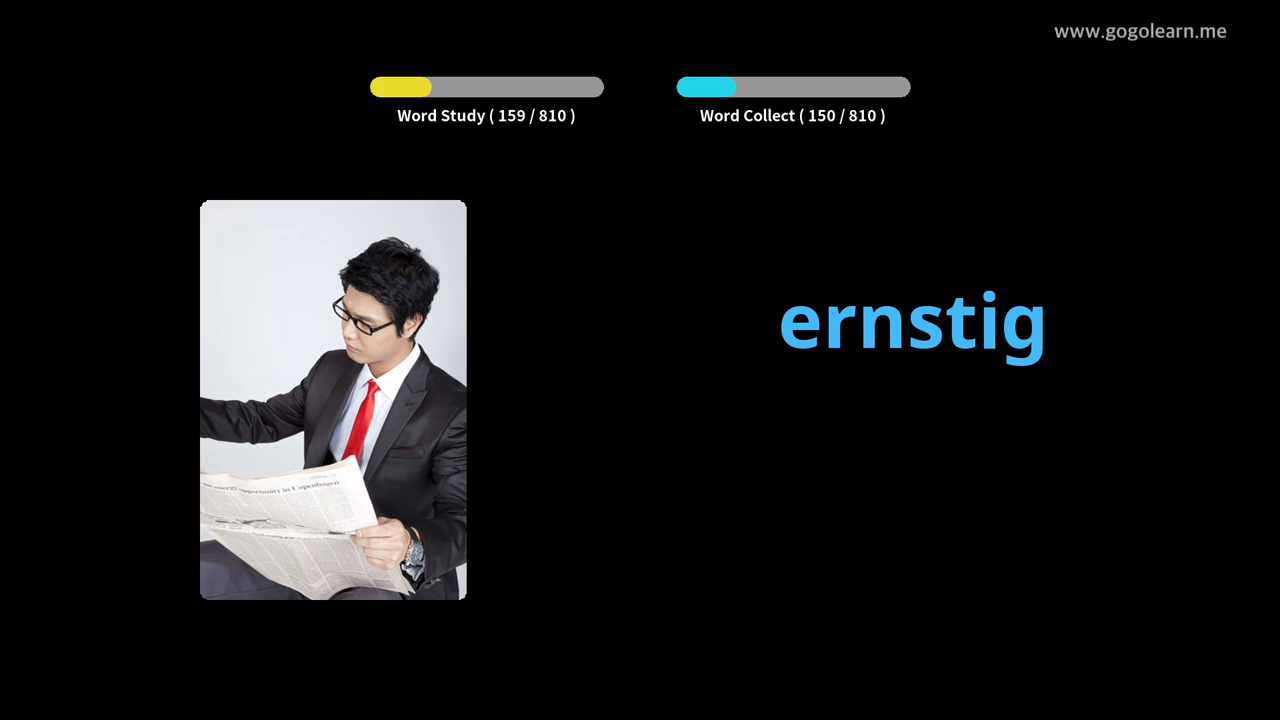 www.gogolearn.me
Word Study ( 159 / 810 )
Word Collect ( 150 / 810 )
ernstig
opportunity in Copenhagen